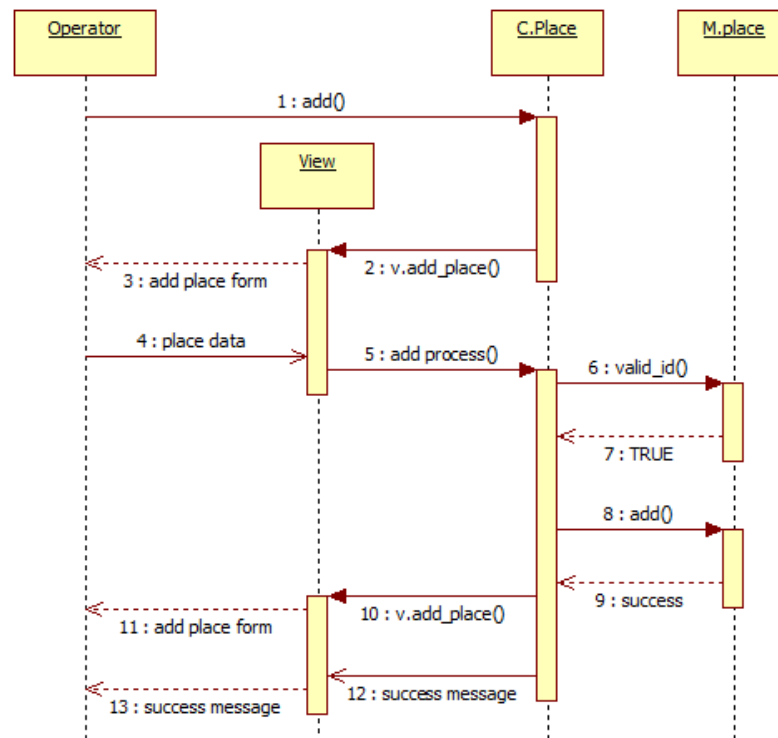 Operator
C.Place
M.place
1 : add()
View
2 : v.add_place()
3 : add place form
4 : place data
5 : add process()
6 : valid_id()
7 : TRUE
8 : add()
9 : success
10 : v.add_place()
11 : add place form
12 : success message
13 : success message